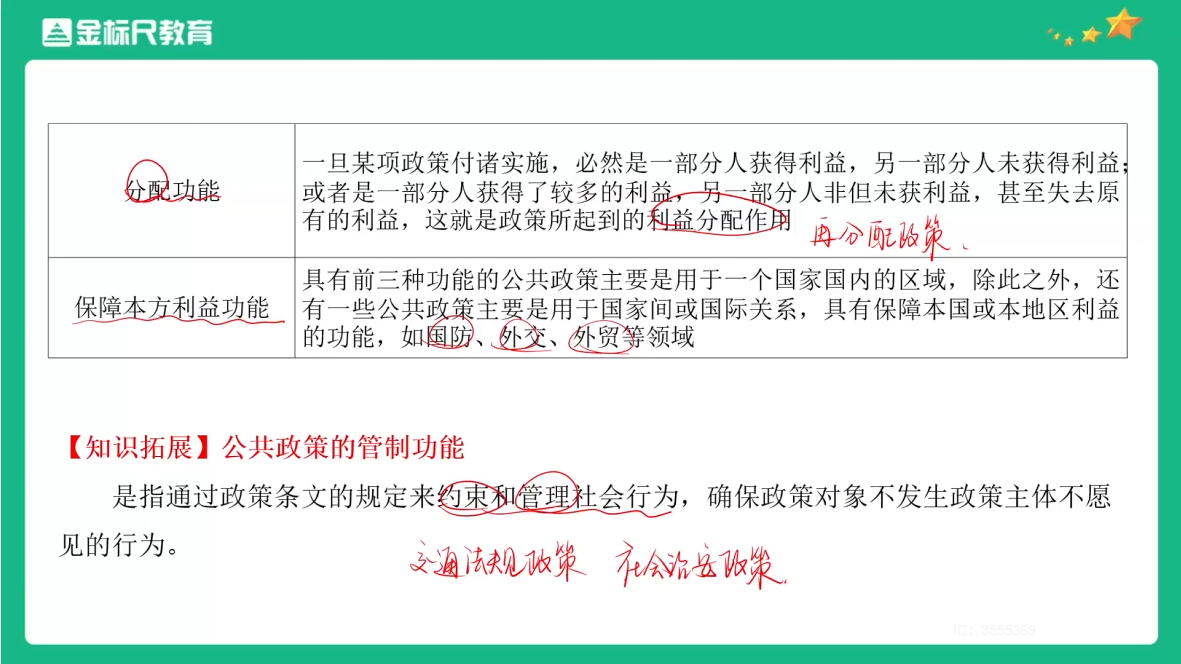 金标尺教育
分配功能
一旦某项政策付诸实施，必然是一部分人获得利益，另一部分人未获得利益；
或者是一部分人获得了较多的利益，另一部分人非但未获利益，甚至失去原
有的利益，这就是政策所起到的利益分配作用
再分配政策、
保障本方利益功能
具有前三种功能的公共政策主要是用于一个国家国内的区域，除此之外，还
有一些公共政策主要是用于国家间或国际关系，具有保障本国或本地区利益
的功能，如国防、外交、外贸等领域
【知识拓展】公共政策的管制功能
是指通过政策条文的规定来约束和管理社会行为，确保政策对象不发生政策主体不愿
见的行为。
交通法规政策 社会治安政策、
ID: 3555369